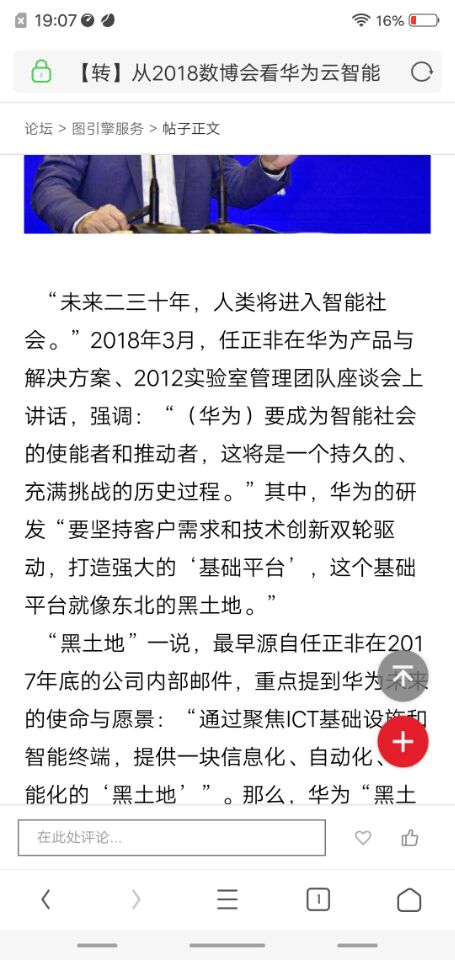 19:07
16%
【转】从2018数博会看华为云智能
论坛 > 图引擎服务 > 帖子正文
“未来二三十年，人类将进入智能社
会。”2018年3月，任正非在华为产品与
解决方案、2012实验室管理团队座谈会上
讲话，强调：“（华为）要成为智能社会
的使能者和推动者，这将是一个持久的、
充满挑战的历史过程。”其中，华为的研
发“要坚持客户需求和技术创新双轮驱
动，打造强大的‘基础平台’，这个基础
平台就像东北的黑土地。”
“黑土地”一说，最早源自任正非在201
7年底的公司内部邮件，重点提到华为未来
的使命与愿景：“通过聚焦ICT基础设施和
智能终端，提供一块信息化、自动化、
能化的‘黑土地’”。那么，华为“黑土
在此处评论...
1